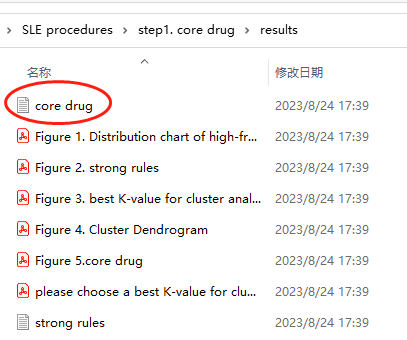 SLE procedures > step1. core drug > results
名称 修改日期
core drug 2023/8/24 17:39
Figure 1. Distribution chart of high-fr... 2023/8/24 17:39
Figure 2. strong rules 2023/8/24 17:39
Figure 3. best K-value for cluster anal... 2023/8/24 17:39
Figure 4. Cluster Dendrogram 2023/8/24 17:39
Figure 5.core drug 2023/8/24 17:39
please choose a best K-value for clu... 2023/8/24 17:39
strong rules 2023/8/24 17:39